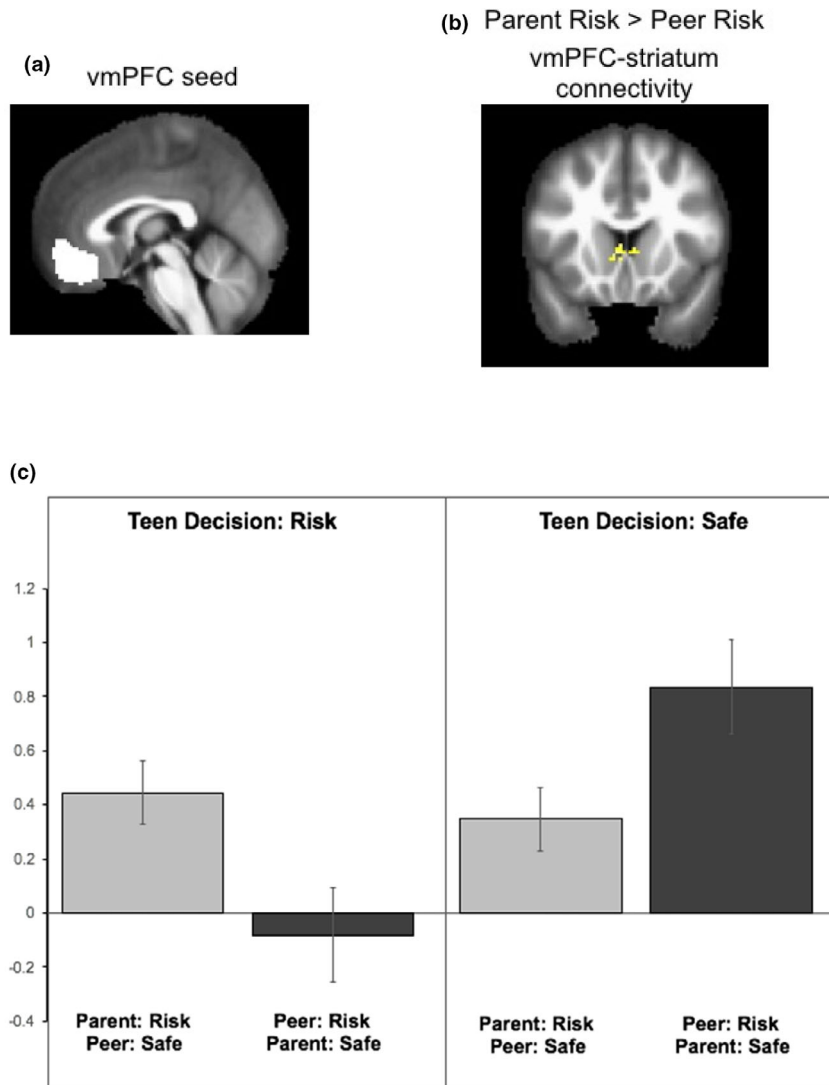 (a)
vmPFC seed
(b) Parent Risk > Peer Risk
vmPFC-striatum
connectivity
(c)
Teen Decision: Risk
Teen Decision: Safe
1.2
1
0.8
0.6
0.4
0.2
0
-0.2
-0.4
Parent: Risk
Peer: Safe
Peer: Risk
Parent: Safe
Parent: Risk
Peer: Safe
Peer: Risk
Parent: Safe